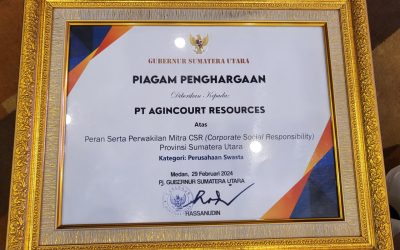 GUBERNUR SUMATERA UTARA
PIAGAM PENGHARGAAN
Diberikan Kepada:
PT AGINCOURT RESOURCES
Atas
Peran Serta Perwakilan Mitra CSR (Corporate Social Responsibility)
Provinsi Sumatera Utara
Kategori: Perusahaan Swasta
Medan, 29 Februari 2024
Pj. GUBERNUR SUMATERA UTARA
HASSANUDIN